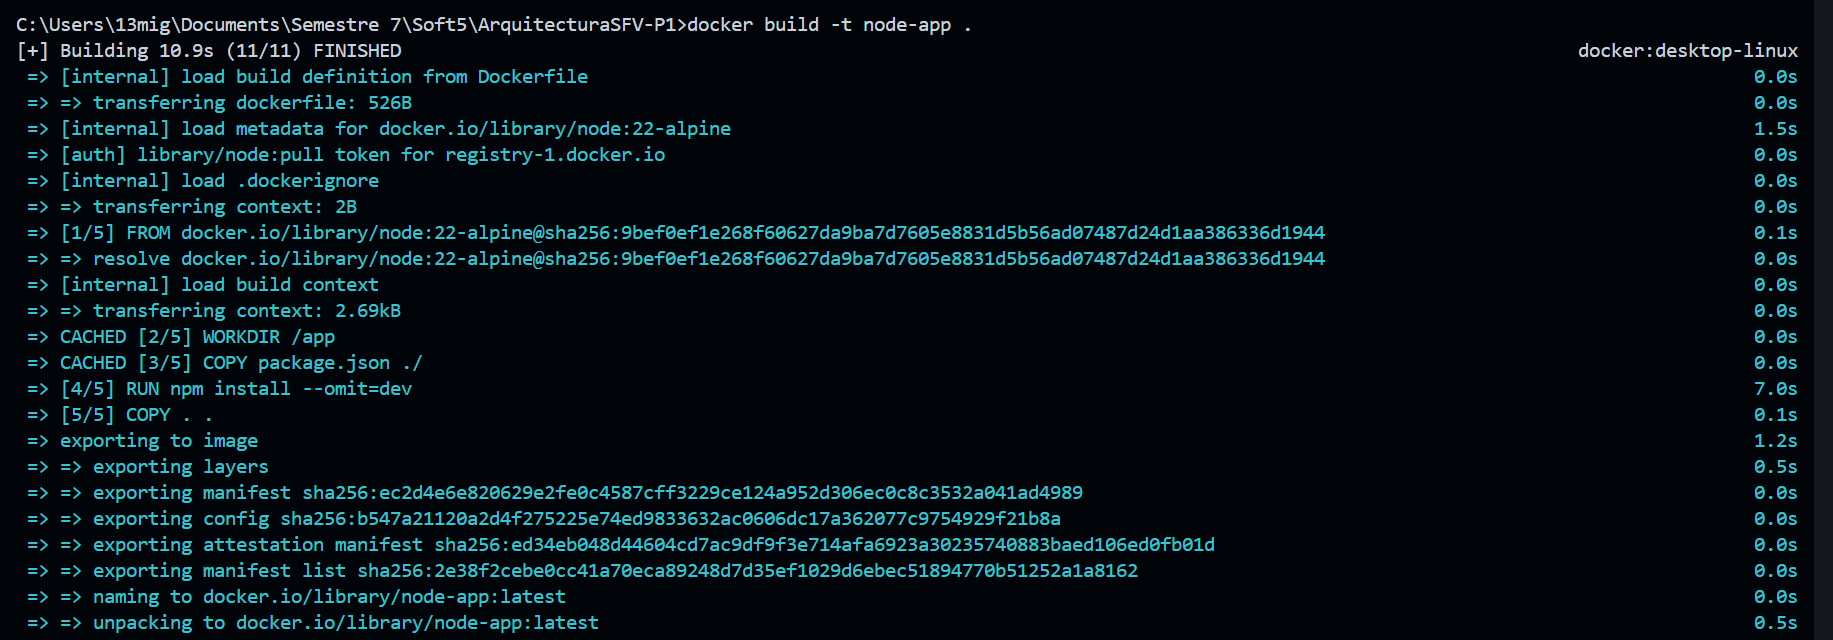 C:\Users\13mig\Documents\Semestre 7\Soft5\ArquitecturaSFV-P1>docker build -t node-app .
[+] Building 10.9s (11/11) FINISHED docker:desktop-linux
=> [internal] load build definition from Dockerfile 0.0s
=> => transferring dockerfile: 526B 0.0s
=> [internal] load metadata for docker.io/library/node:22-alpine 1.5s
=> [auth] library/node:pull token for registry-1.docker.io 0.0s
=> [internal] load .dockerignore 0.0s
=> => transferring context: 2B 0.0s
=> [1/5] FROM docker.io/library/node:22-alpine@sha256:9bef0ef1e268f60627da9ba7d7605e8831d5b56ad07487d24d1aa386336d1944 0.1s
=> => resolve docker.io/library/node:22-alpine@sha256:9bef0ef1e268f60627da9ba7d7605e8831d5b56ad07487d24d1aa386336d1944 0.0s
=> [internal] load build context 0.0s
=> => transferring context: 2.69kB 0.0s
=> CACHED [2/5] WORKDIR /app 0.0s
=> CACHED [3/5] COPY package.json ./ 0.0s
=> [4/5] RUN npm install --omit=dev 7.0s
=> [5/5] COPY . . 0.1s
=> exporting to image 1.2s
=> => exporting layers 0.5s
=> => exporting manifest sha256:ec2d4e6e820629e2fe0c4587cff3229ce124a952d306ec0c8c3532a041ad4989 0.0s
=> => exporting config sha256:b547a21120a2d4f275225e74ed9833632ac0606dc17a362077c9754929f21b8a 0.0s
=> => exporting attestation manifest sha256:ed34eb048d44604cd7ac9df9f3e714afa6923a30235740883baed106ed0fb01d 0.0s
=> => exporting manifest list sha256:2e38f2cebe0cc41a70eca89248d7d35ef1029d6ebec51894770b51252a1a8162 0.0s
=> => naming to docker.io/library/node-app:latest 0.0s
=> => unpacking to docker.io/library/node-app:latest 0.5s